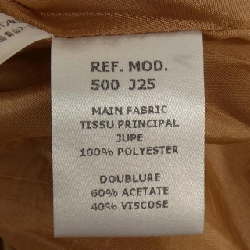 REF. MOD.
500 J25
MAIN FABRIC
TISSU PRINCIPAL
JUPE
100% POLYESTER
DOUBLURE
60% ACETATE
40% VISCOSE